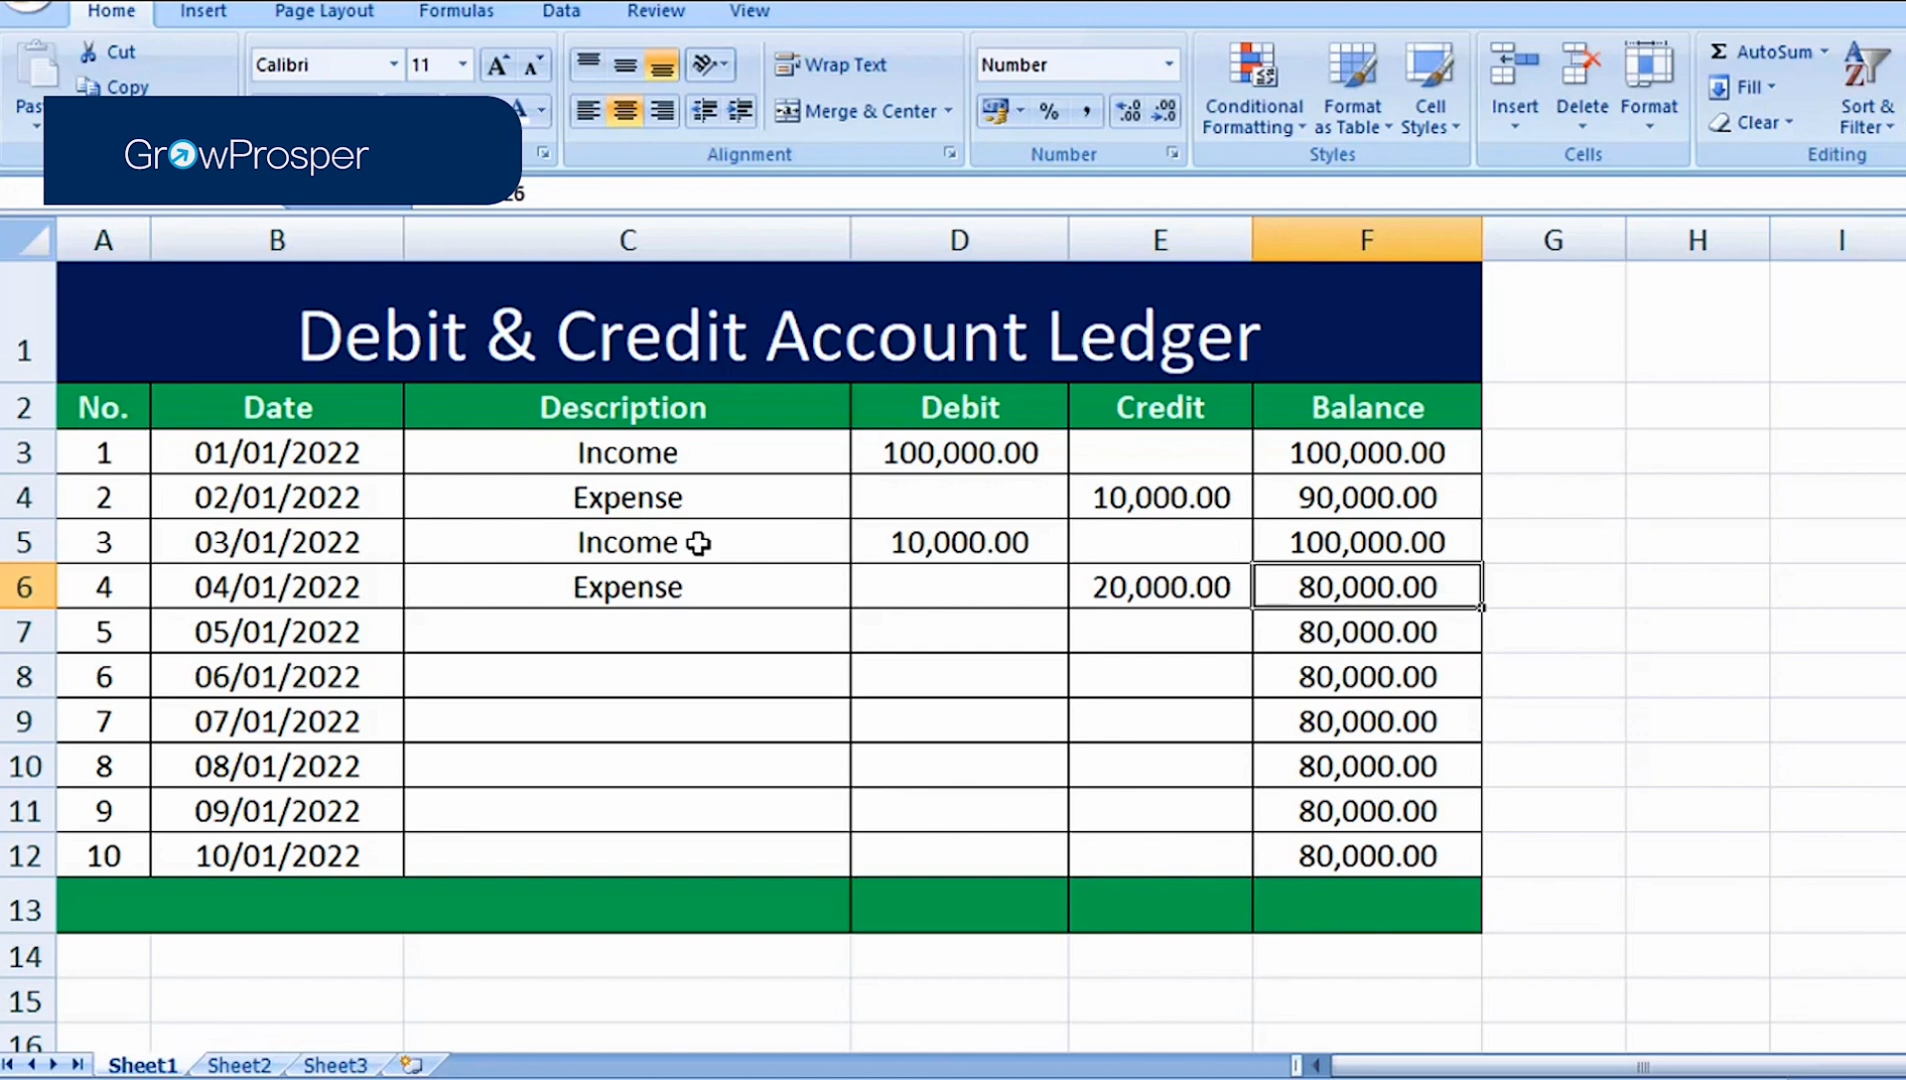 Home Insert Page Layout Formulas Data Review View
Cut
Copy
Calibri 11
Wrap Text
Merge & Center
Alignment
Number
%
Number
Conditional Formatting
Format as Table
Cell Styles
Styles
Insert Delete Format
Cells
Σ AutoSum
Fill
Clear
Sort & Filter
Editing
GrowProsper
A B C D E F G H I
1 Debit & Credit Account Ledger
2 No. Date Description Debit Credit Balance
3 1 01/01/2022 Income 100,000.00 100,000.00
4 2 02/01/2022 Expense 10,000.00 90,000.00
5 3 03/01/2022 Income 10,000.00 100,000.00
6 4 04/01/2022 Expense 20,000.00 80,000.00
7 5 05/01/2022 80,000.00
8 6 06/01/2022 80,000.00
9 7 07/01/2022 80,000.00
10 8 08/01/2022 80,000.00
11 9 09/01/2022 80,000.00
12 10 10/01/2022 80,000.00
13
14
15
16
Sheet1 Sheet2 Sheet3